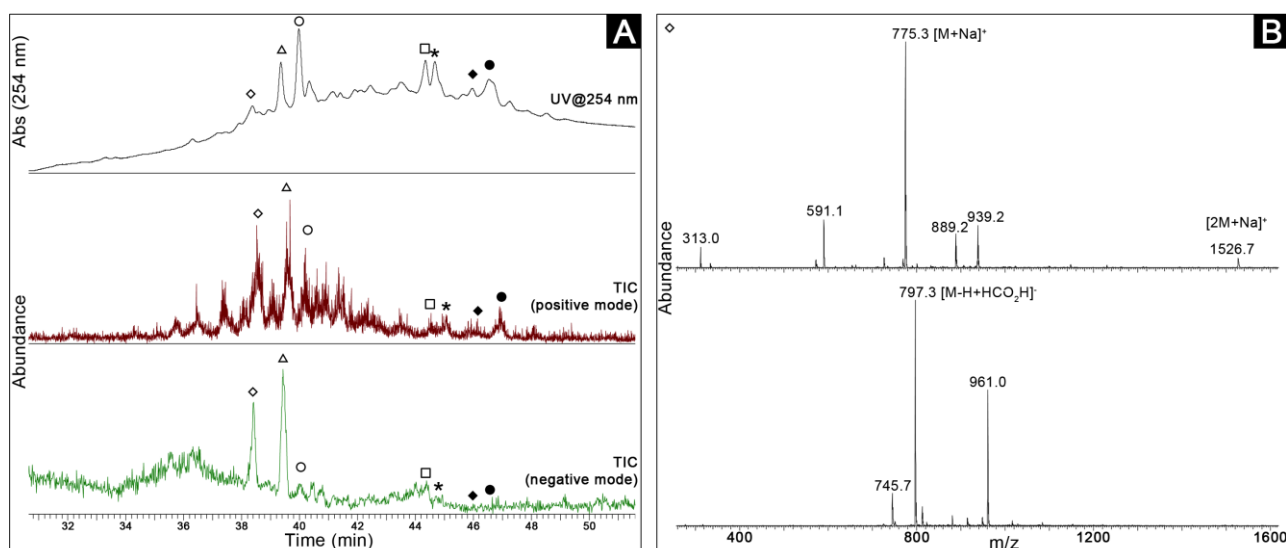 A
Abs (254 nm)
UV@254 nm
*
Abundance
TIC
(positive mode)
*
TIC
(negative mode)
*
32 34 36 38 40 42 44 46 48 50
Time (min)
B
775.3 [M+Na]⁺
Abundance
591.1
313.0
889.2
939.2
[2M+Na]⁺
1526.7
797.3 [M-H+HCO₂H]⁻
961.0
745.7
400 800 1200 1600
m/z